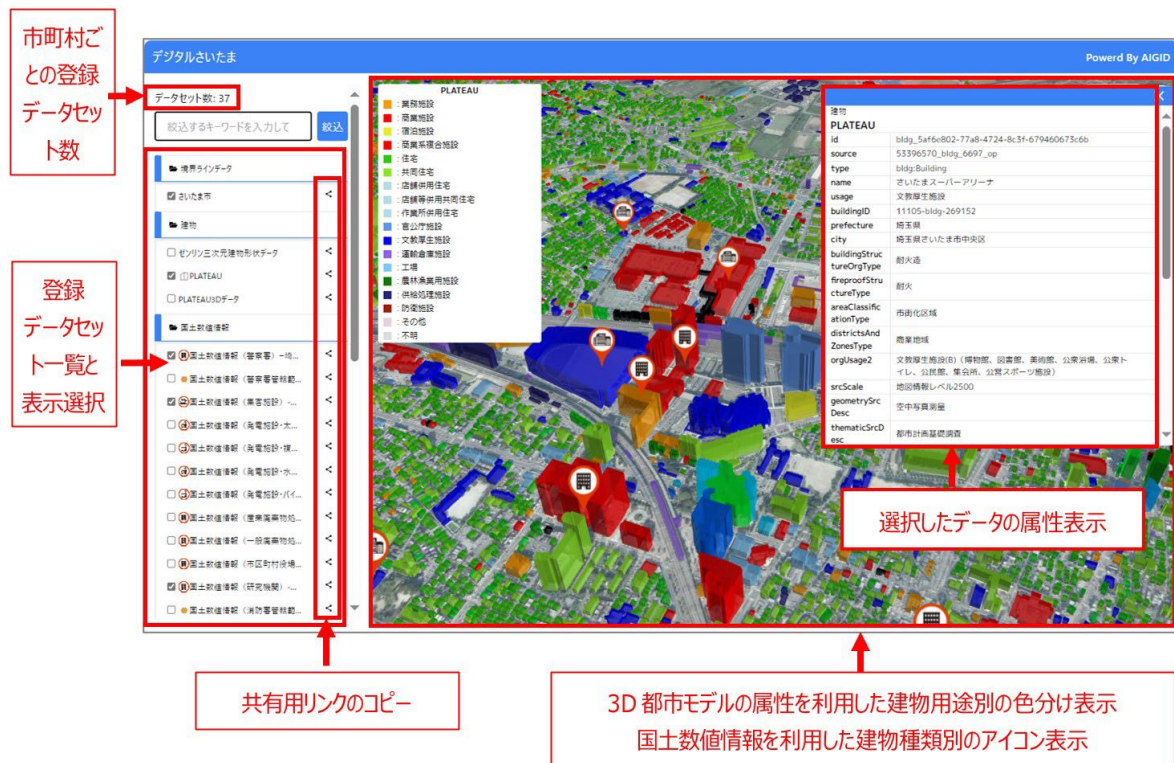 市町村ご
との登録
データセッ
ト数
デジタルさいたま
Powerd By AIGID
データセット数: 37
絞込するキーワードを入力して
絞込
境界ラインデータ
さいたま市
建物
ゼンリン三次元建物形状データ
PLATEAU
PLATEAU3Dデータ
国土数値情報
国土数値情報（警察署）-埼...
国土数値情報（警察署管轄範...
国土数値情報（集客施設）-...
国土数値情報（発電施設・太...
国土数値情報（発電施設・複...
国土数値情報（発電施設・水...
国土数値情報（発電施設・バイ...
国土数値情報（産業廃棄物処...
国土数値情報（一般廃棄物処...
国土数値情報（市区町村役場...
国土数値情報（研究機関）-...
国土数値情報（消防署管轄範...
登録
データセッ
ト一覧と
表示選択
PLATEAU
: 業務施設
: 商業施設
: 宿泊施設
: 商業系複合施設
: 住宅
: 共同住宅
: 店舗併用住宅
: 店舗等併用共同住宅
: 作業所併用住宅
: 官公庁施設
: 文教厚生施設
: 運輸倉庫施設
: 工場
: 農林漁業用施設
: 供給処理施設
: 防衛施設
: その他
: 不明
建物
PLATEAU
id bldg_5af6e802-77a8-4724-8c3f-679460673c6b
source 53396570_bldg_6697_op
type bldg:Building
name さいたまスーパーアリーナ
usage 文教厚生施設
buildingID 11105-bldg-269152
prefecture 埼玉県
city 埼玉県さいたま市中央区
buildingStruc
tureOrgType 耐火造
fireproofStru
ctureType 耐火
areaClassific
ationType 市街化区域
districtsAnd
ZonesType 商業地域
orgUsage2 文教厚生施設(B)（博物館、図書館、美術館、公衆浴場、公衆ト
イレ、公民館、集会所、公営スポーツ施設）
srcScale 地図情報レベル2500
geometrySrc
Desc 空中写真測量
thematicSrcD
esc 都市計画基礎調査
選択したデータの属性表示
共有用リンクのコピー
3D 都市モデルの属性を利用した建物用途別の色分け表示
国土数値情報を利用した建物種類別のアイコン表示